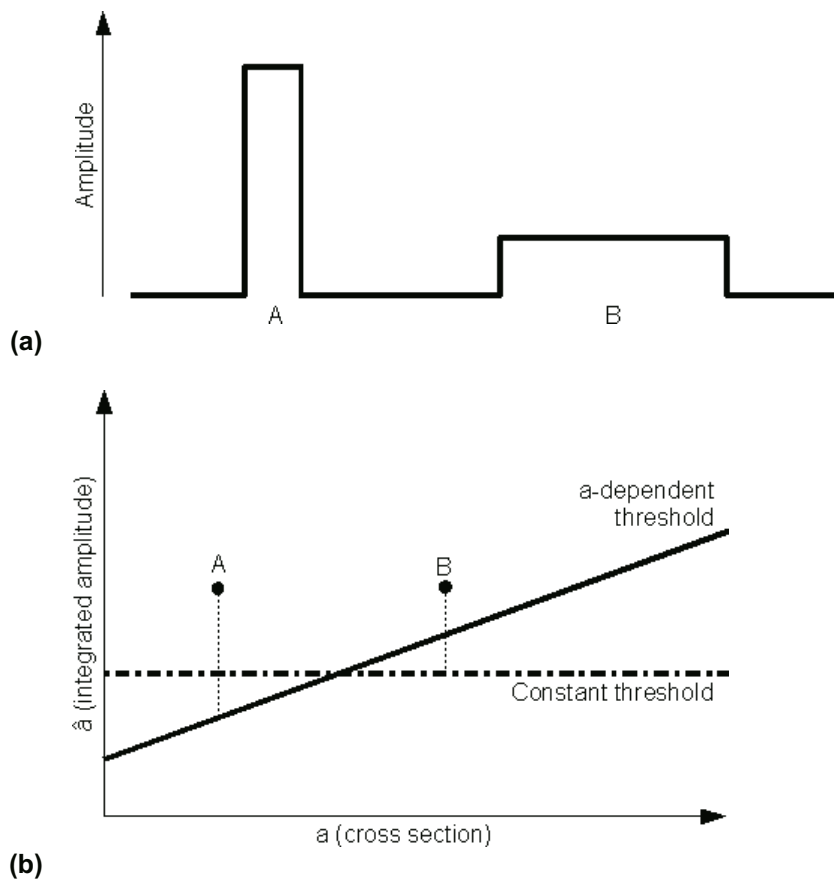 Amplitude
A
B
(a)
â (integrated amplitude)
a-dependent
threshold
A
B
Constant threshold
a (cross section)
(b)